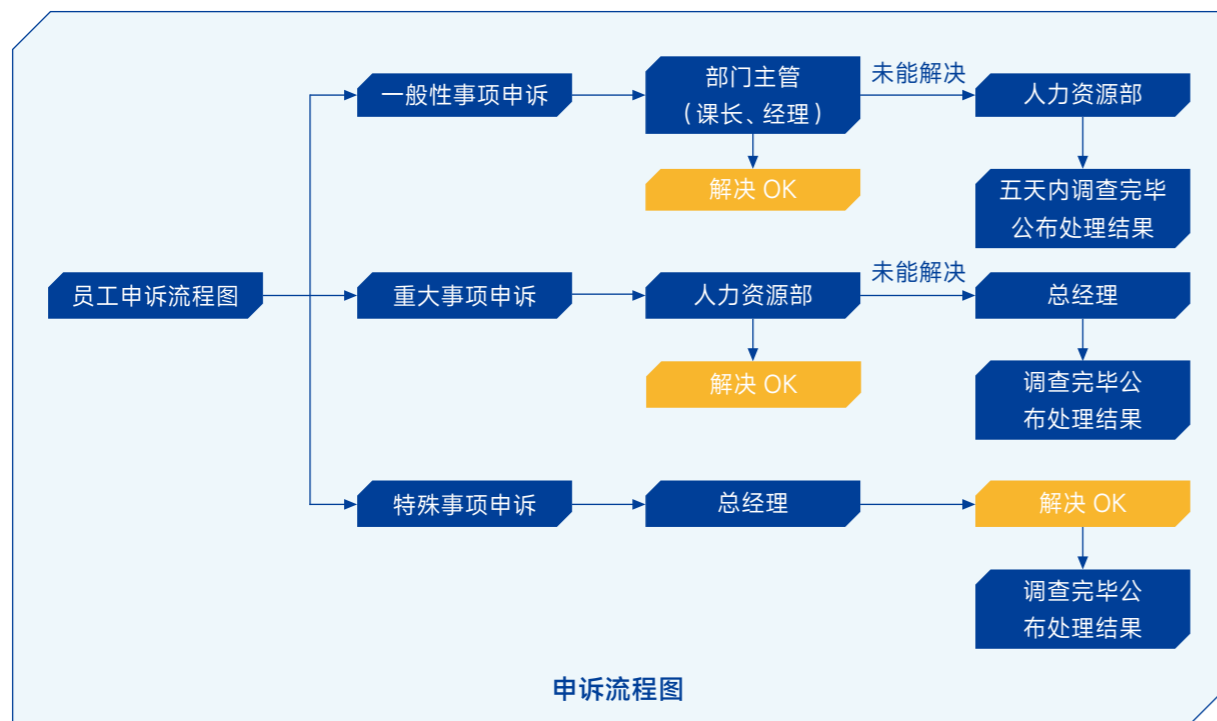 一般性事项申诉
部门主管
（课长、经理）
未能解决
人力资源部
解决 OK
五天内调查完毕
公布处理结果
员工申诉流程图
重大事项申诉
人力资源部
未能解决
总经理
解决 OK
调查完毕公
布处理结果
特殊事项申诉
总经理
解决 OK
调查完毕公
布处理结果
申诉流程图